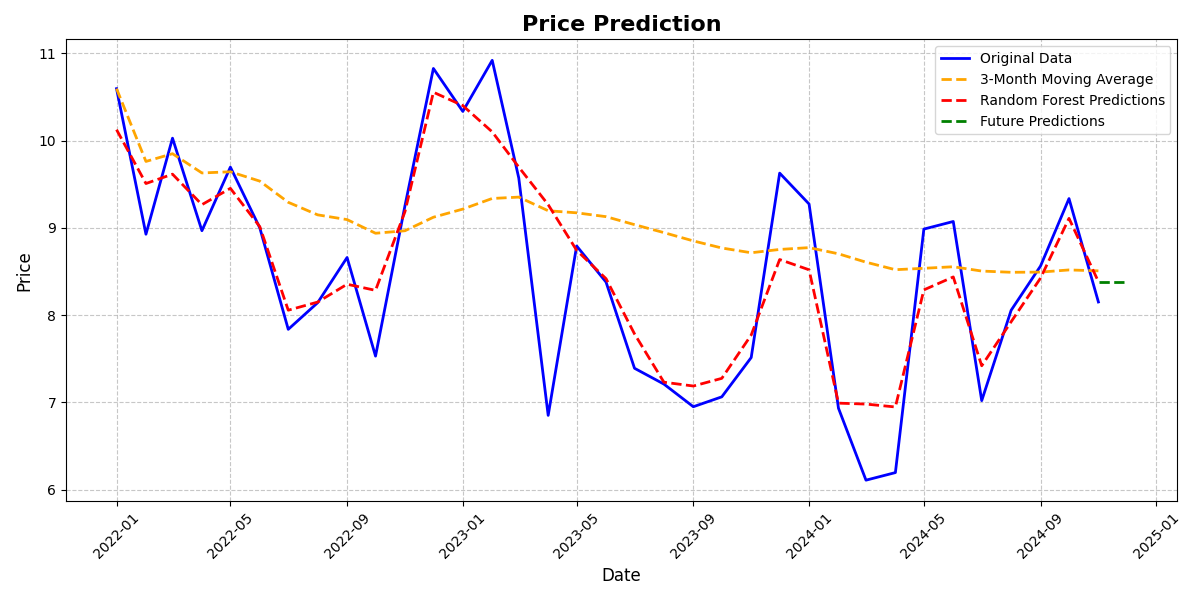 Price Prediction
Original Data
3-Month Moving Average
Random Forest Predictions
Future Predictions
Price
11
10
9
8
7
6
2022-01
2022-05
2022-09
2023-01
2023-05
2023-09
2024-01
2024-05
2024-09
2025-01
Date